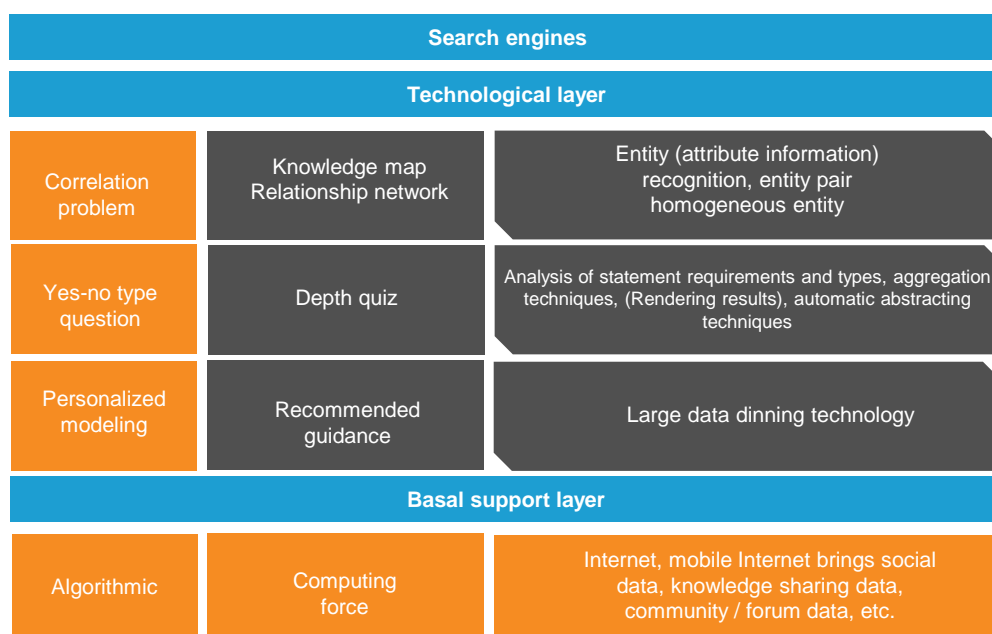 Search engines
Technological layer
Correlation
problem
Knowledge map
Relationship network
Entity (attribute information)
recognition, entity pair
homogeneous entity
Yes-no type
question
Depth quiz
Analysis of statement requirements and types, aggregation
techniques, (Rendering results), automatic abstracting
techniques
Personalized
modeling
Recommended
guidance
Large data dinning technology
Basal support layer
Algorithmic
Computing
force
Internet, mobile Internet brings social
data, knowledge sharing data,
community / forum data, etc.